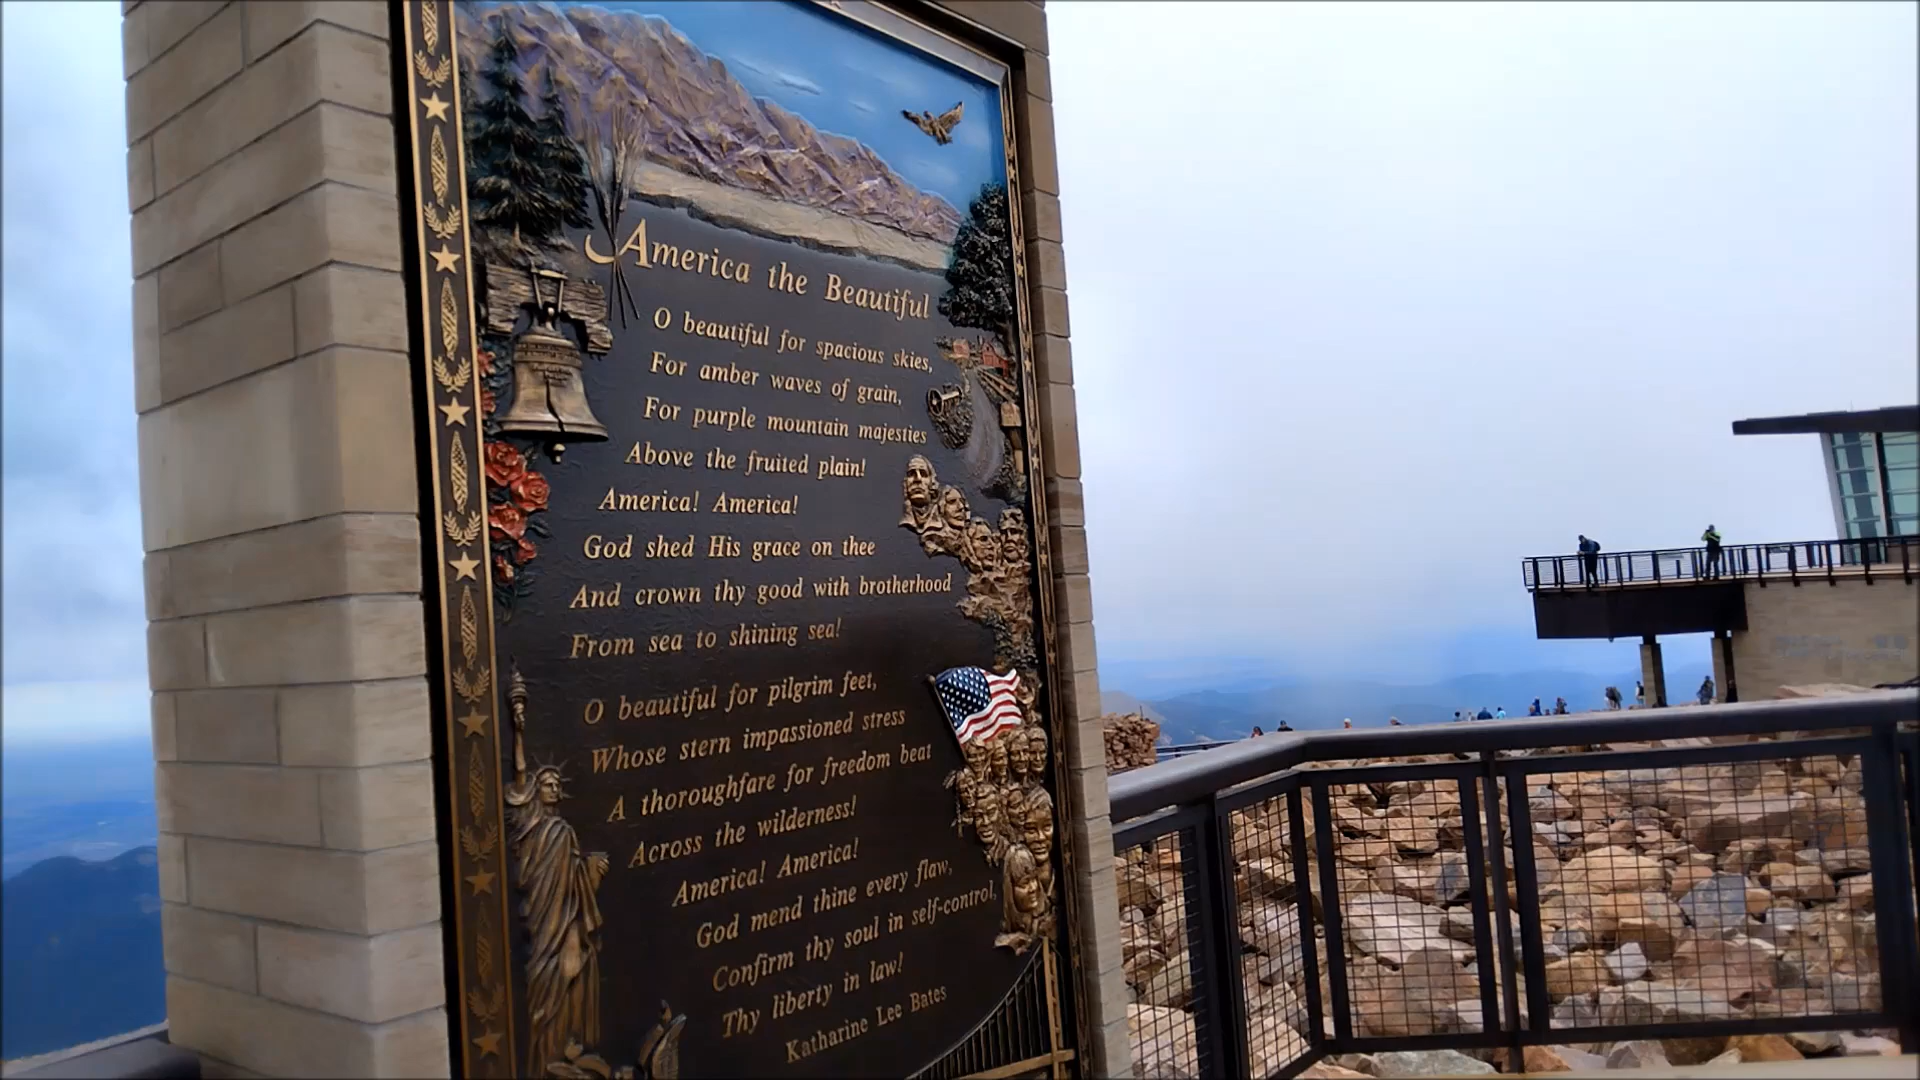 America the Beautiful
O beautiful for spacious skies,
For amber waves of grain,
For purple mountain majesties
Above the fruited plain!
America! America!
God shed His grace on thee
And crown thy good with brotherhood
From sea to shining sea!
O beautiful for pilgrim feet,
Whose stern impassioned stress
A thoroughfare for freedom beat
Across the wilderness!
America! America!
God mend thine every flaw,
Confirm thy soul in self-control,
Thy liberty in law!
Katharine Lee Bates